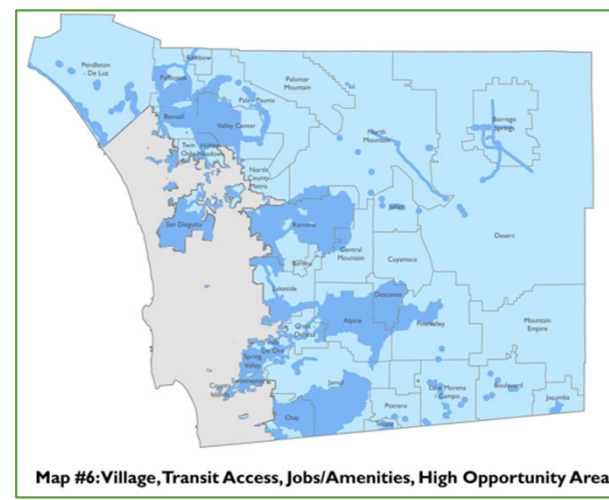 Rainbow
Pendleton
- De Luz
Fallbrook
Palomar
Mountain
Pala - Pauma
Bonsall
Valley Center
Borrego
Springs
North
Mountain
Twin
Oaks
Hidden
Meadows
North
County
Metro
Julian
San Dieguito
Ramona
Desert
Barona
Central
Mountain
Cuyamaca
Lakeside
Descanso
Alpine
Pine Valley
Mountain
Empire
Crest -
Dehesa
Valle
De Oro
Spring
Valley
Sweetwater
County
Islands
Jamul
Lake Morena
/ Campo
Boulevard
Jacumba
Otay
Potrero
Tecate
Map #6:Village, Transit Access, Jobs/Amenities, High Opportunity Area